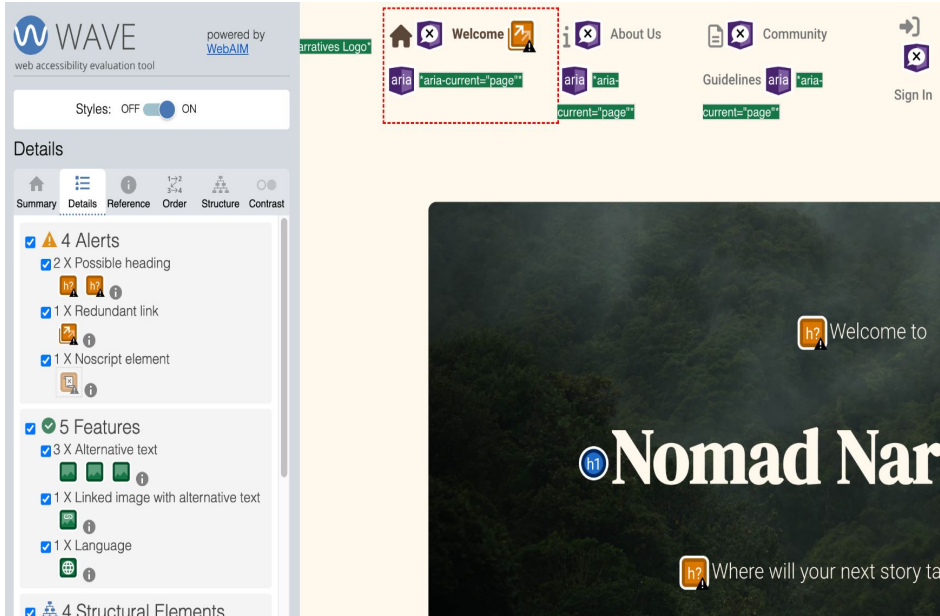 WAVE
powered by
WebAIM
web accessibility evaluation tool
Styles: OFF ON
Details
Summary Details Reference Order Structure Contrast
4 Alerts
2 X Possible heading
h? h?
1 X Redundant link
1 X Noscript element
5 Features
3 X Alternative text
1 X Linked image with alternative text
1 X Language
4 Structural Elements
arratives Logo*
Welcome
aria *aria-current="page"*
About Us
aria *aria-
current="page"*
Community
Guidelines aria *aria-
current="page"*
Sign In
h? Welcome to
h1 Nomad Nar
h? Where will your next story ta